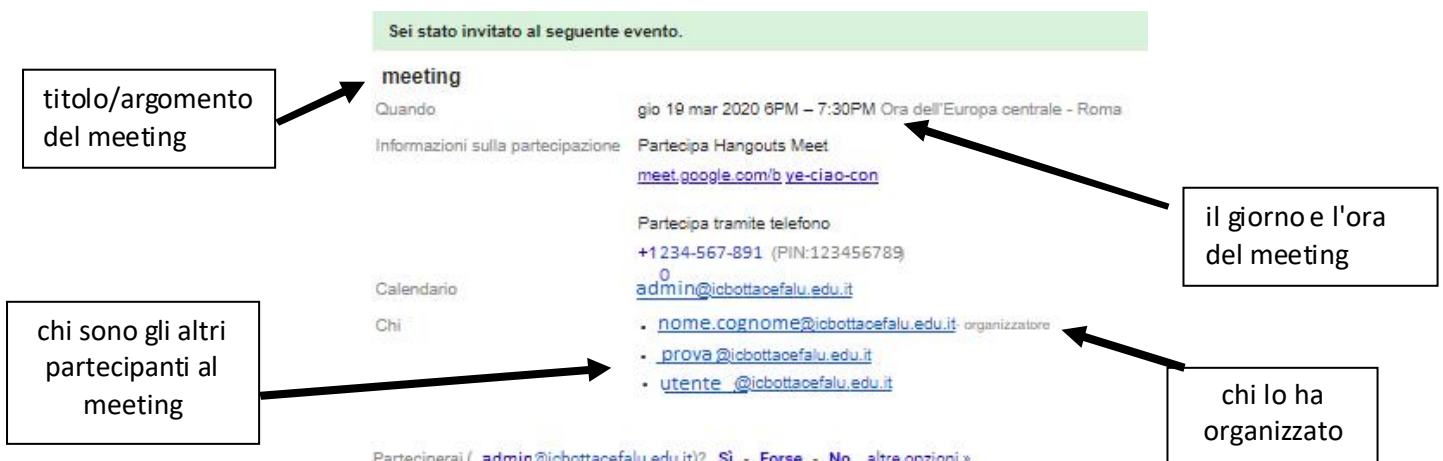 Sei stato invitato al seguente evento.
titolo/argomento
del meeting
meeting
Quando gio 19 mar 2020 6PM – 7:30PM Ora dell'Europa centrale - Roma
Informazioni sulla partecipazione Partecipa Hangouts Meet
meet.google.com/b ye-ciao-con
il giorno e l'ora
del meeting
Partecipa tramite telefono
+1234-567-891 (PIN:123456789)
0
Calendario admin@icbottacefalu.edu.it
chi sono gli altri
partecipanti al
meeting
Chi
• nome.cognome@icbottacefalu.edu.it- organizzatore
• prova @icbottacefalu.edu.it
• utente @icbottacefalu.edu.it
chi lo ha
organizzato
Parteciperai ( admin@icbottacefalu.edu.it)? Sì - Forse - No altre opzioni »